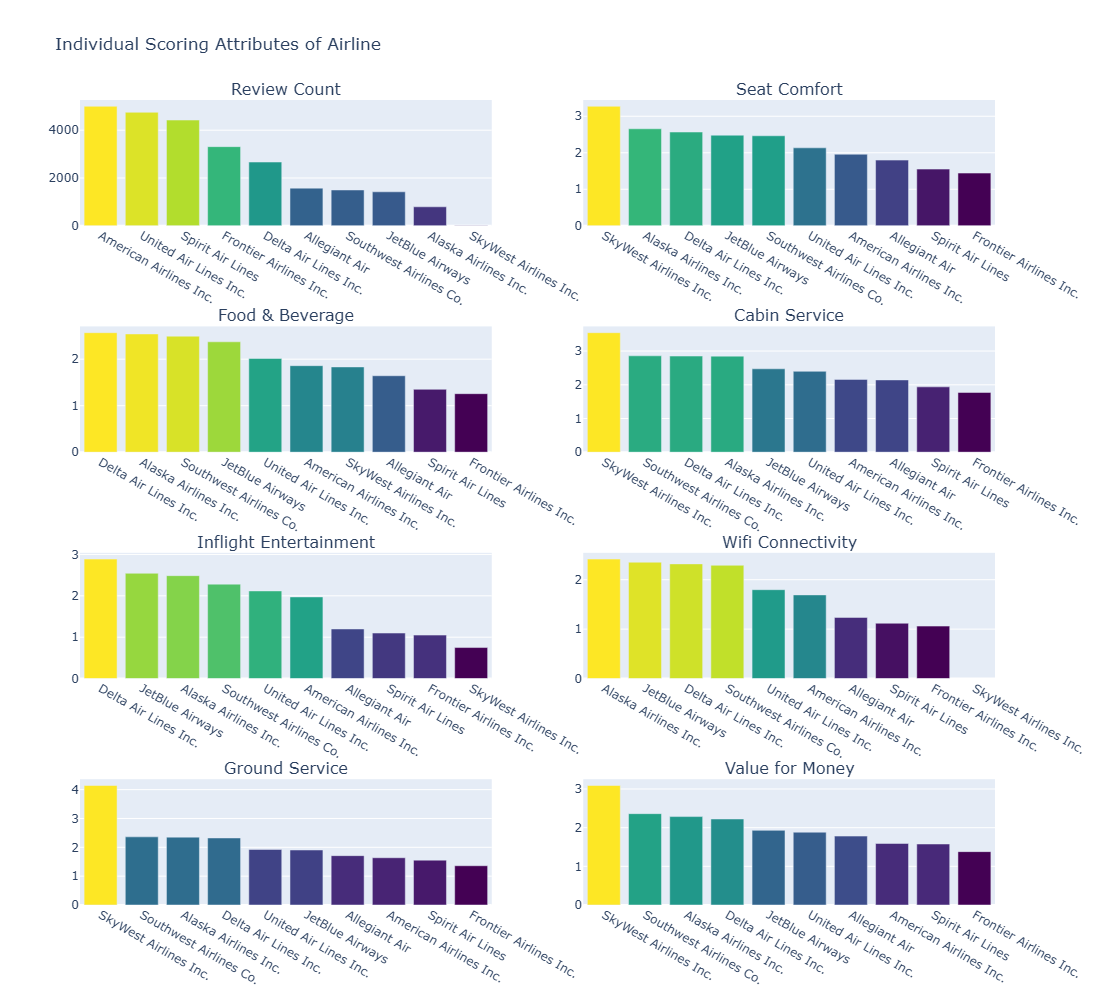 Individual Scoring Attributes of Airline
Review Count
4000
2000
0
American Airlines Inc.
United Air Lines Inc.
Spirit Air Lines
Frontier Airlines Inc.
Delta Air Lines Inc.
Allegiant Air
Southwest Airlines Co.
JetBlue Airways
Alaska Airlines Inc.
SkyWest Airlines Inc.
Seat Comfort
3
2
1
0
SkyWest Airlines Inc.
Alaska Airlines Inc.
Delta Air Lines Inc.
JetBlue Airways
Southwest Airlines Co.
United Air Lines Inc.
American Airlines Inc.
Allegiant Air
Spirit Air Lines
Frontier Airlines Inc.
Food & Beverage
2
1
0
Delta Air Lines Inc.
Alaska Airlines Inc.
Southwest Airlines Co.
JetBlue Airways
United Air Lines Inc.
American Airlines Inc.
SkyWest Airlines Inc.
Allegiant Air
Spirit Air Lines
Frontier Airlines Inc.
Cabin Service
3
2
1
0
SkyWest Airlines Inc.
Southwest Airlines Co.
Delta Air Lines Inc.
Alaska Airlines Inc.
JetBlue Airways
United Air Lines Inc.
American Airlines Inc.
Allegiant Air
Spirit Air Lines
Frontier Airlines Inc.
Inflight Entertainment
3
2
1
0
Delta Air Lines Inc.
JetBlue Airways
Alaska Airlines Inc.
Southwest Airlines Co.
United Air Lines Inc.
American Airlines Inc.
Allegiant Air
Spirit Air Lines
Frontier Airlines Inc.
SkyWest Airlines Inc.
Wifi Connectivity
2
1
0
Alaska Airlines Inc.
JetBlue Airways
Delta Air Lines Inc.
Southwest Airlines Co.
United Air Lines Inc.
American Airlines Inc.
Allegiant Air
Spirit Air Lines
Frontier Airlines Inc.
SkyWest Airlines Inc.
Ground Service
4
3
2
1
0
SkyWest Airlines Inc.
Southwest Airlines Co.
Alaska Airlines Inc.
Delta Air Lines Inc.
United Air Lines Inc.
JetBlue Airways
Allegiant Air
American Airlines Inc.
Spirit Air Lines
Frontier Airlines Inc.
Value for Money
3
2
1
0
SkyWest Airlines Inc.
Southwest Airlines Co.
Alaska Airlines Inc.
Delta Air Lines Inc.
JetBlue Airways
United Air Lines Inc.
Allegiant Air
American Airlines Inc.
Spirit Air Lines
Frontier Airlines Inc.